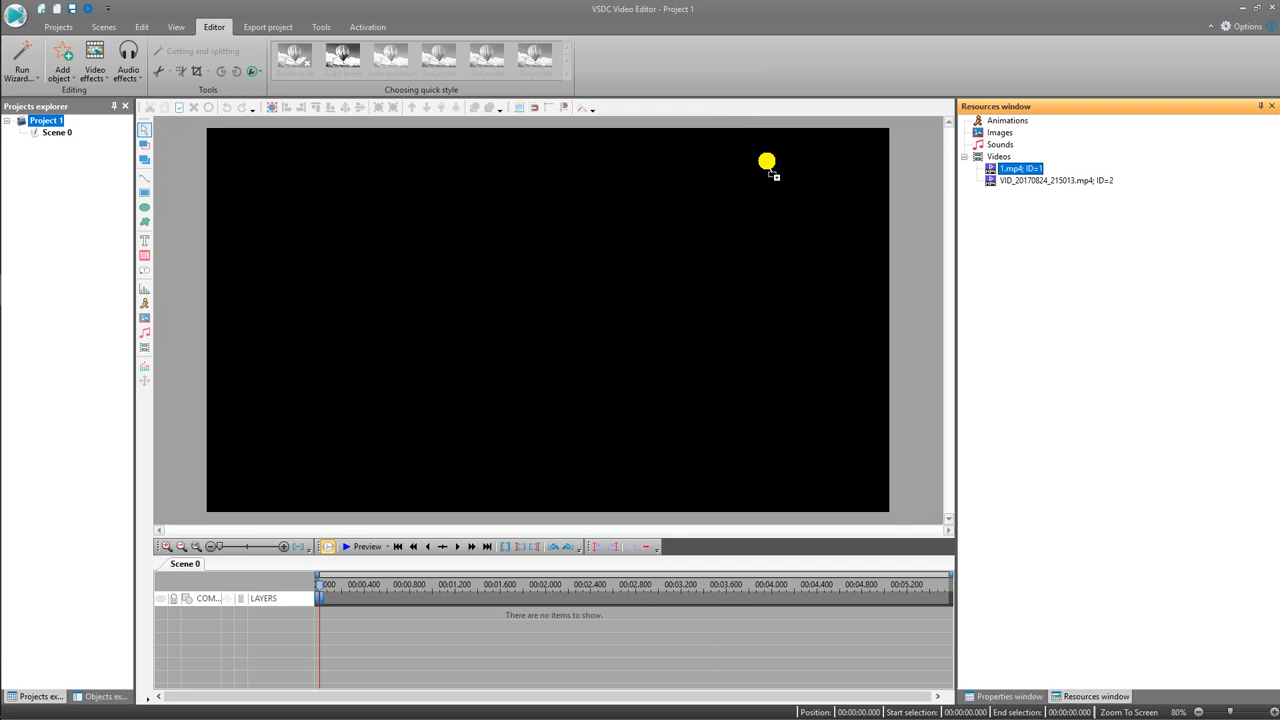 VSDC Video Editor - Project 1
Projects Scenes Edit View Editor Export project Tools Activation Options
Cutting and splitting
Run Wizard... Add object Video effects Audio effects
Editing Tools Choosing quick style
Projects explorer
Project 1
Scene 0
Resources window
Animations
Images
Sounds
Videos
1.mp4; ID=1
VID_20170824_215013.mp4; ID=2
Preview
Scene 0
000 00:00.400 00:00.800 00:01.200 00:01.600 00:02.000 00:02.400 00:02.800 00:03.200 00:03.600 00:04.000 00:04.400 00:04.800 00:05.200
COM... LAYERS
There are no items to show.
Projects ex... Objects ex... Properties window Resources window
Position: 00:00:00.000 Start selection: 00:00:00.000 End selection: 00:00:00.000 Zoom To Screen 80%